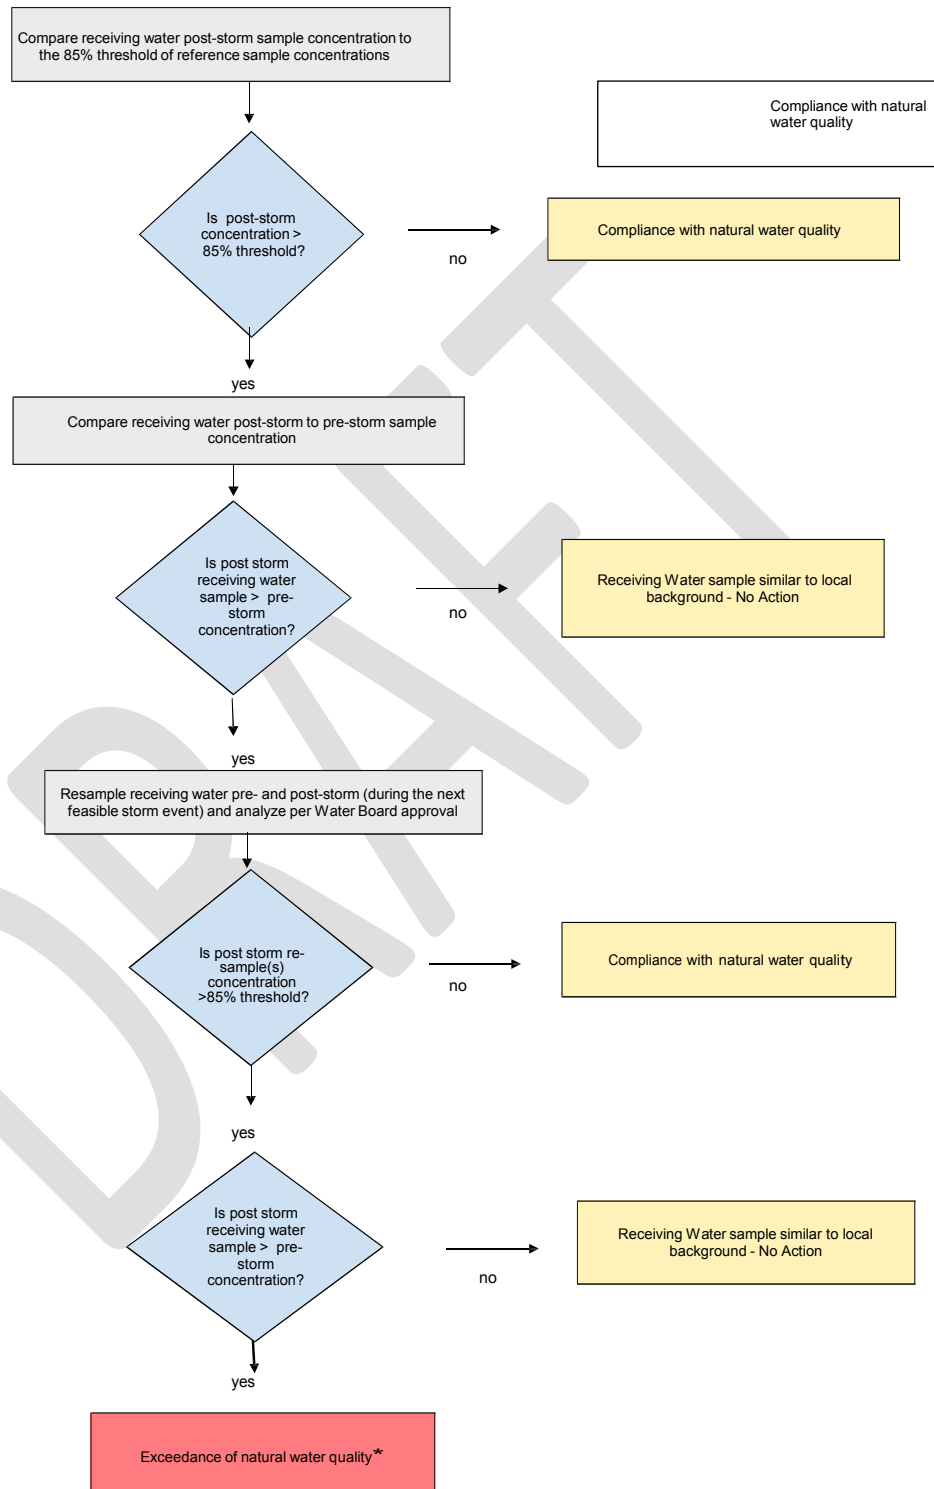 Compare receiving water post-storm sample concentration to
the 85% threshold of reference sample concentrations
Compliance with natural
water quality
Is post-storm
concentration >
85% threshold?
no
Compliance with natural water quality
yes
Compare receiving water post-storm to pre-storm sample
concentration
Is post storm
receiving water
sample > pre-
storm
concentration?
no
Receiving Water sample similar to local
background - No Action
yes
Resample receiving water pre- and post-storm (during the next
feasible storm event) and analyze per Water Board approval
Is post storm re-
sample(s)
concentration
>85% threshold?
no
Compliance with natural water quality
yes
Is post storm
receiving water
sample > pre-
storm
concentration?
no
Receiving Water sample similar to local
background - No Action
yes
Exceedance of natural water quality*
DRAFT